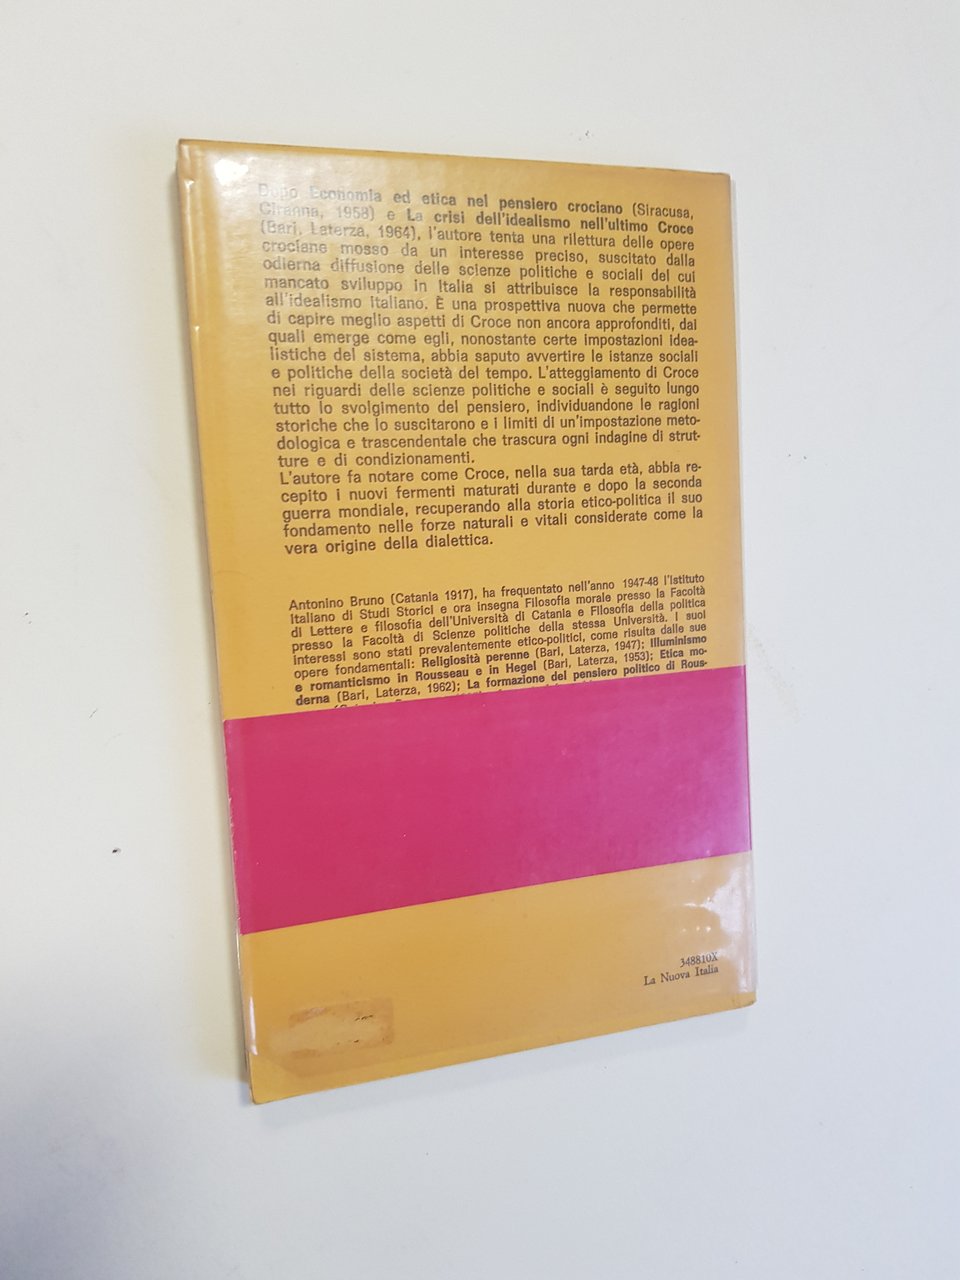 Dopo Economia ed etica nel pensiero crociano (Siracusa,
Ciranna, 1958) e La crisi dell'idealismo nell'ultimo Croce
(Bari, Laterza, 1964), l'autore tenta una rilettura delle opere
crociane mosso da un interesse preciso, suscitato dalla
odierna diffusione delle scienze politiche e sociali del cui
mancato sviluppo in Italia si attribuisce la responsabilità
all'idealismo italiano. È una prospettiva nuova che permette
di capire meglio aspetti di Croce non ancora approfonditi, dai
quali emerge come egli, nonostante certe impostazioni idea-
listiche del sistema, abbia saputo avvertire le istanze sociali
e politiche della società del tempo. L'atteggiamento di Croce
nei riguardi delle scienze politiche e sociali è seguito lungo
tutto lo svolgimento del pensiero, individuandone le ragioni
storiche che lo suscitarono e i limiti di un'impostazione meto-
dologica e trascendentale che trascura ogni indagine di strut-
ture e di condizionamenti.
L'autore fa notare come Croce, nella sua tarda età, abbia re-
cepito i nuovi fermenti maturati durante e dopo la seconda
guerra mondiale, recuperando alla storia etico-politica il suo
fondamento nelle forze naturali e vitali considerate come la
vera origine della dialettica.
Antonino Bruno (Catania 1917), ha frequentato nell'anno 1947-48 l'Istituto
Italiano di Studi Storici e ora insegna Filosofia morale presso la Facoltà
di Lettere e filosofia dell'Università di Catania e Filosofia della politica
presso la Facoltà di Scienze politiche della stessa Università. I suoi
interessi sono stati prevalentemente etico-politici, come risulta dalle sue
opere fondamentali: Religiosità perenne (Bari, Laterza, 1947); Illuminismo
e romanticismo in Rousseau e in Hegel (Bari, Laterza, 1953); Etica mo-
derna (Bari, Laterza, 1962); La formazione del pensiero politico di Rous-
348810X
La Nuova Italia